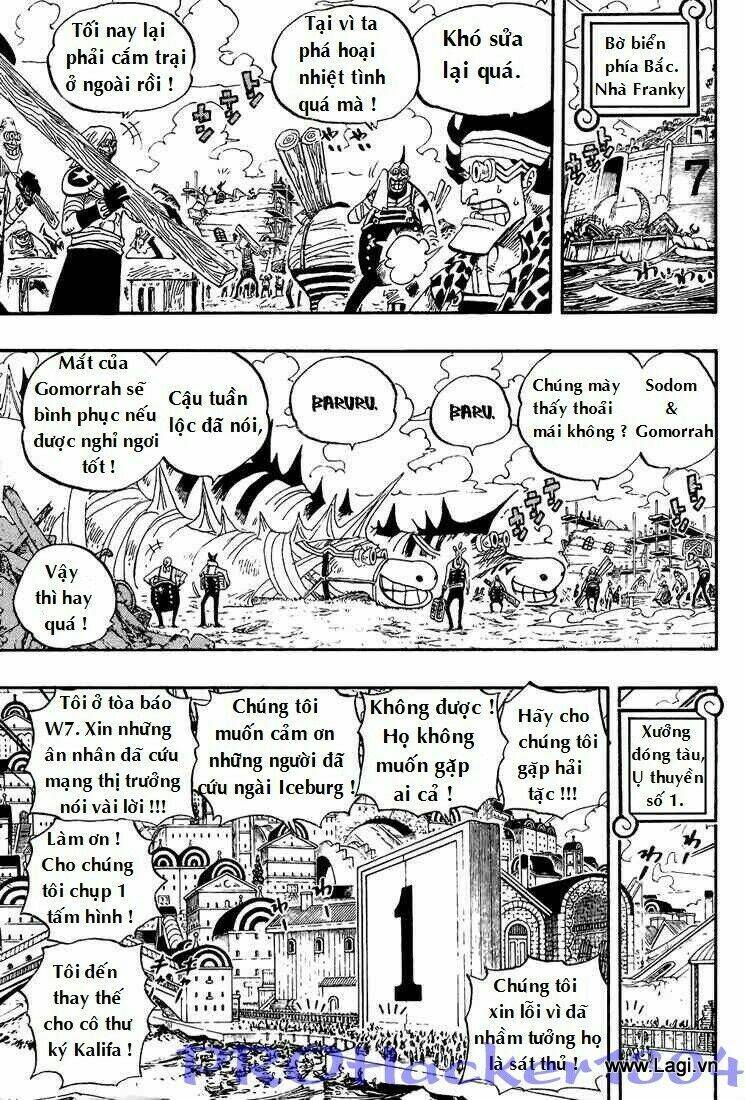 Bờ biển
phía Bắc.
Nhà Franky
7
Khó sửa
lại quá.
Tại vì ta
phá hoại
nhiệt tình
quá mà !
Tối nay lại
phải cắm trại
ở ngoài rồi !
Sodom
&
Gomorrah
Chúng mày
thấy thoải
mái không ?
BARU.
BARURU.
Cậu tuần
lộc đã nói,
Mắt của
Gomorrah sẽ
bình phục nếu
được nghỉ ngơi
tốt !
Vậy
thì hay
quá !
Xưởng
đóng tàu,
Ụ thuyền
số 1.
Hãy cho
chúng tôi
gặp hải
tặc !!!
Không được !
Họ không
muốn gặp
ai cả !
Chúng tôi
muốn cảm ơn
những người đã
cứu ngài Iceburg !
Tôi ở tòa báo
W7. Xin những
ân nhân đã cứu
mạng thị trưởng
nói vài lời !!!
Làm ơn !
Cho chúng
tôi chụp 1
tấm hình !
1
Tôi đến
thay thế
cho cô thư
ký Kalifa !
Chúng tôi
xin lỗi vì đã
nhầm tưởng họ
là sát thủ !
PROHacker1804
www.Lagi.vn